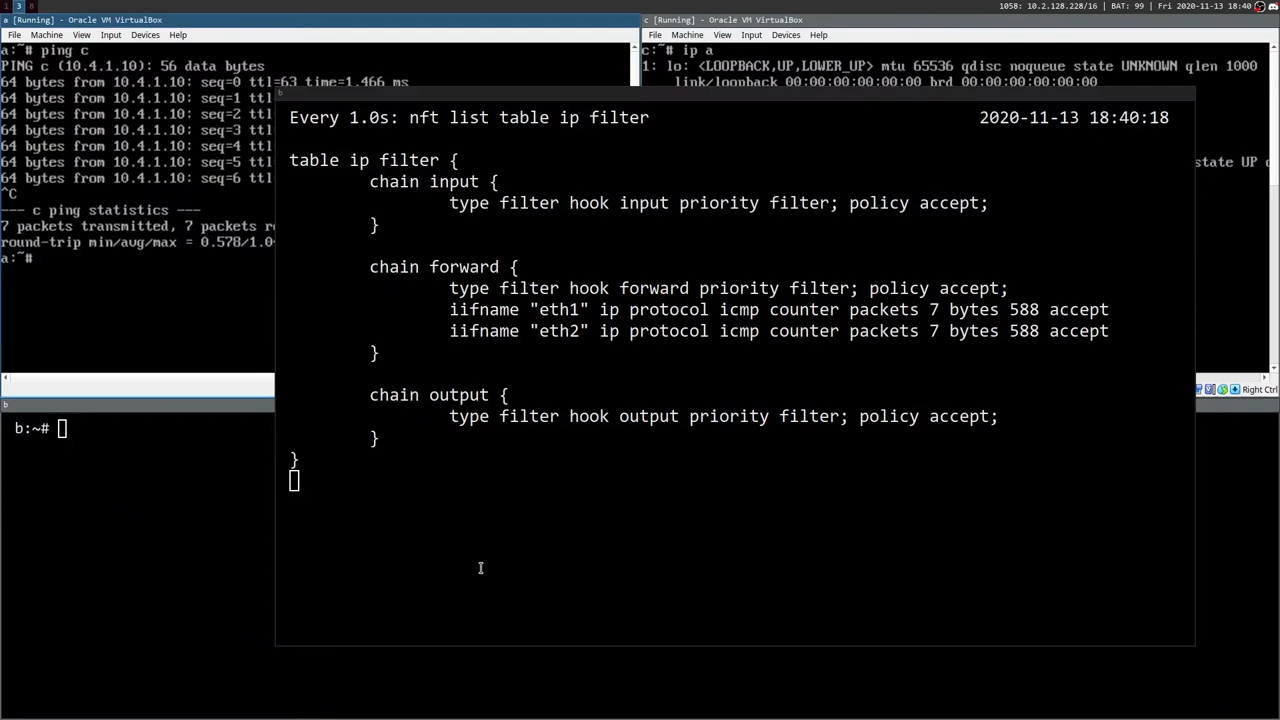 1 3 8
1058: 10.2.128.228/16 | BAT: 99 | Fri 2020-11-13 18:40
a [Running] - Oracle VM VirtualBox
File Machine View Input Devices Help
a:~# ping c
PING c (10.4.1.10): 56 data bytes
64 bytes from 10.4.1.10: seq=0 ttl=63 time=1.466 ms
64 bytes from 10.4.1.10: seq=1 ttl
64 bytes from 10.4.1.10: seq=2 ttl
64 bytes from 10.4.1.10: seq=3 ttl
64 bytes from 10.4.1.10: seq=4 ttl
64 bytes from 10.4.1.10: seq=5 ttl
64 bytes from 10.4.1.10: seq=6 ttl
^C
--- c ping statistics ---
7 packets transmitted, 7 packets
round-trip min/avg/max = 0.578/1.0
a:~#
c [Running] - Oracle VM VirtualBox
File Machine View Input Devices Help
c:~# ip a
1: lo: <LOOPBACK,UP,LOWER_UP> mtu 65536 qdisc noqueue state UNKNOWN qlen 1000
link/loopback 00:00:00:00:00:00 brd 00:00:00:00:00:00
state UP
Right Ctrl
b
Every 1.0s: nft list table ip filter
2020-11-13 18:40:18
table ip filter {
chain input {
type filter hook input priority filter; policy accept;
}
chain forward {
type filter hook forward priority filter; policy accept;
iifname "eth1" ip protocol icmp counter packets 7 bytes 588 accept
iifname "eth2" ip protocol icmp counter packets 7 bytes 588 accept
}
chain output {
type filter hook output priority filter; policy accept;
}
}
b
b:~#